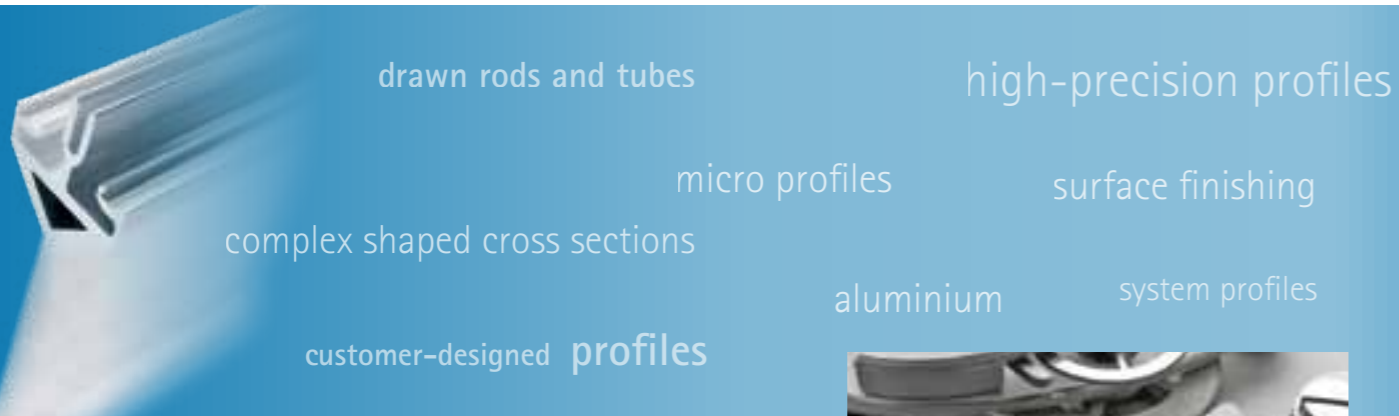 drawn rods and tubes
high-precision profiles
micro profiles
surface finishing
complex shaped cross sections
system profiles
aluminium
customer-designed profiles